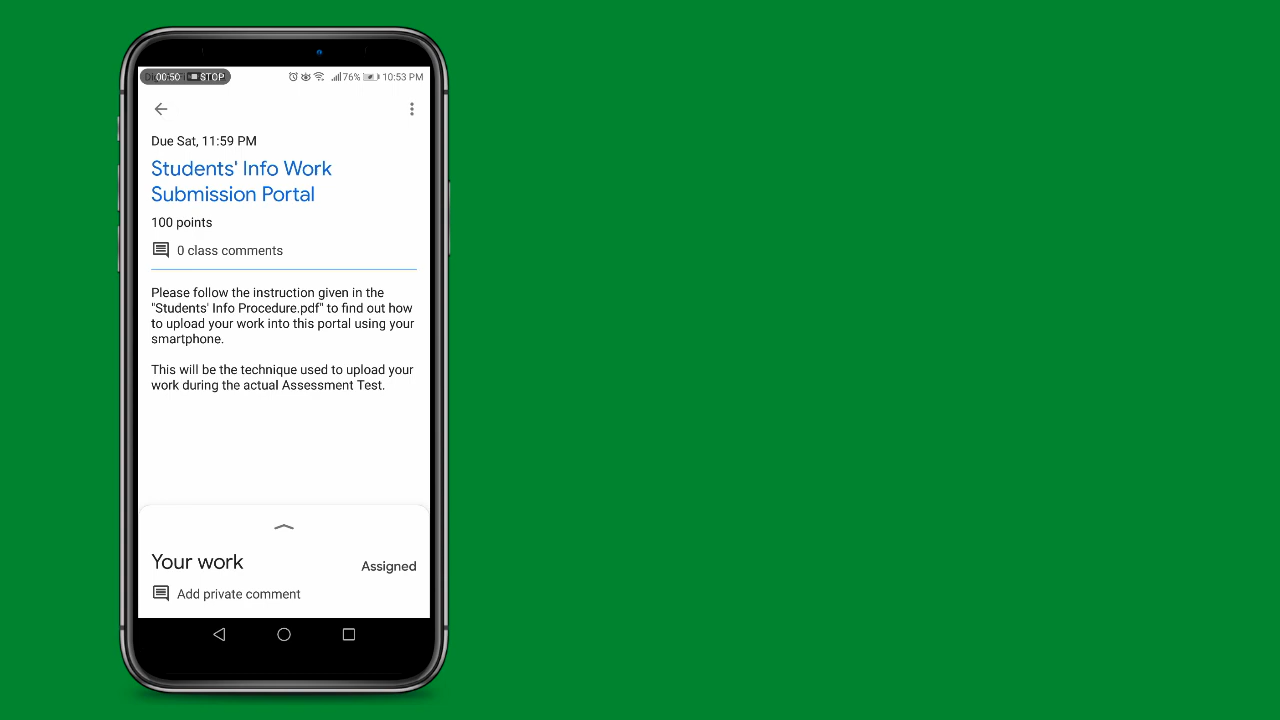 00:50 STOP 76% 10:53 PM
Due Sat, 11:59 PM
Students' Info Work
Submission Portal
100 points
0 class comments
Please follow the instruction given in the
"Students' Info Procedure.pdf" to find out how
to upload your work into this portal using your
smartphone.
This will be the technique used to upload your
work during the actual Assessment Test.
Your work
Assigned
Add private comment